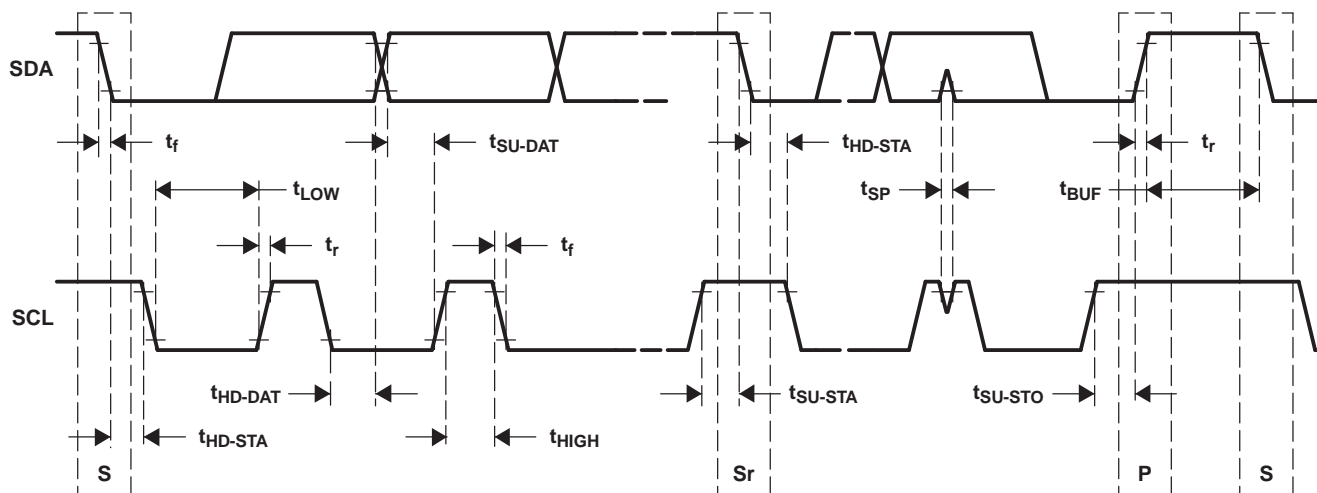 SDA
t_f
t_SU-DAT
t_HD-STA
t_r
t_LOW
t_SP
t_BUF
t_r
t_f
SCL
t_HD-DAT
t_SU-STA
t_SU-STO
t_HD-STA
t_HIGH
S
Sr
P
S